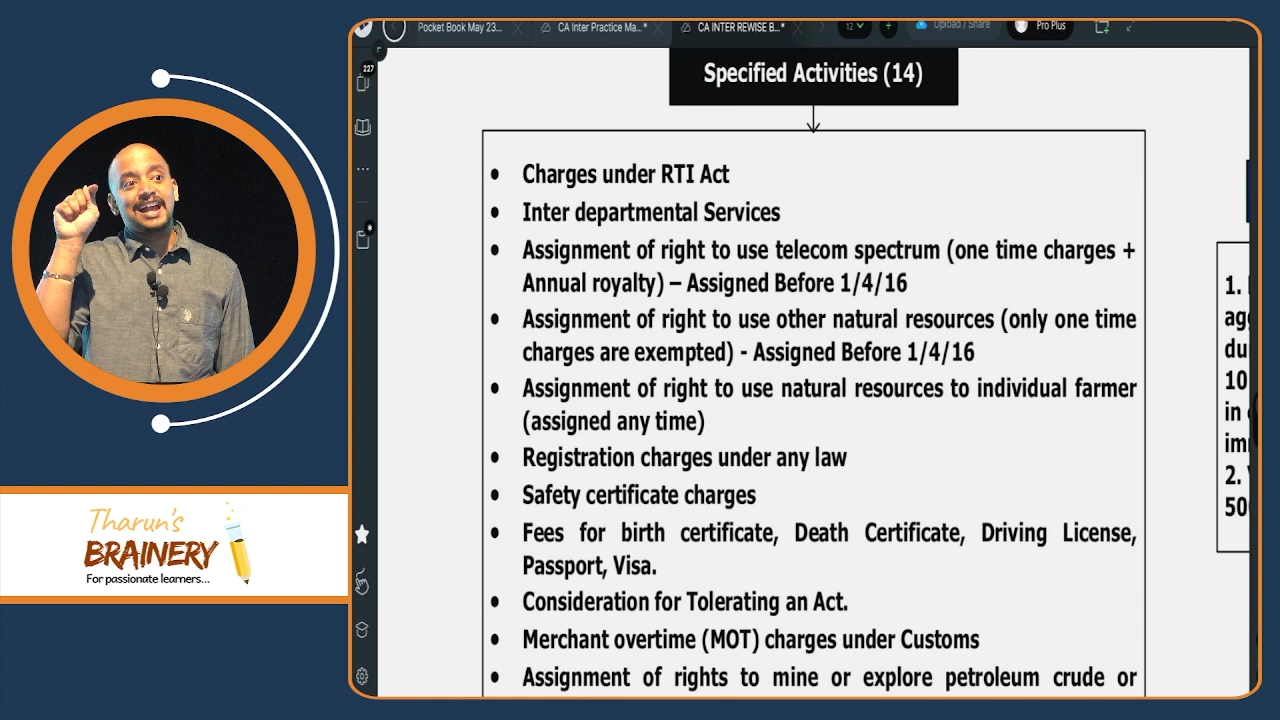 Pocket Book May 23...
CA Inter Practice Ma...*
CA INTER REWISE B...*
12
Upload / Share
Pro Plus
227
Specified Activities (14)
• Charges under RTI Act
• Inter departmental Services
• Assignment of right to use telecom spectrum (one time charges +
Annual royalty) – Assigned Before 1/4/16
• Assignment of right to use other natural resources (only one time
charges are exempted) - Assigned Before 1/4/16
• Assignment of right to use natural resources to individual farmer
(assigned any time)
• Registration charges under any law
• Safety certificate charges
• Fees for birth certificate, Death Certificate, Driving License,
Passport, Visa.
• Consideration for Tolerating an Act.
• Merchant overtime (MOT) charges under Customs
• Assignment of rights to mine or explore petroleum crude or
1.
du
10
in
2.
Tharun's
BRAINERY
For passionate learners...